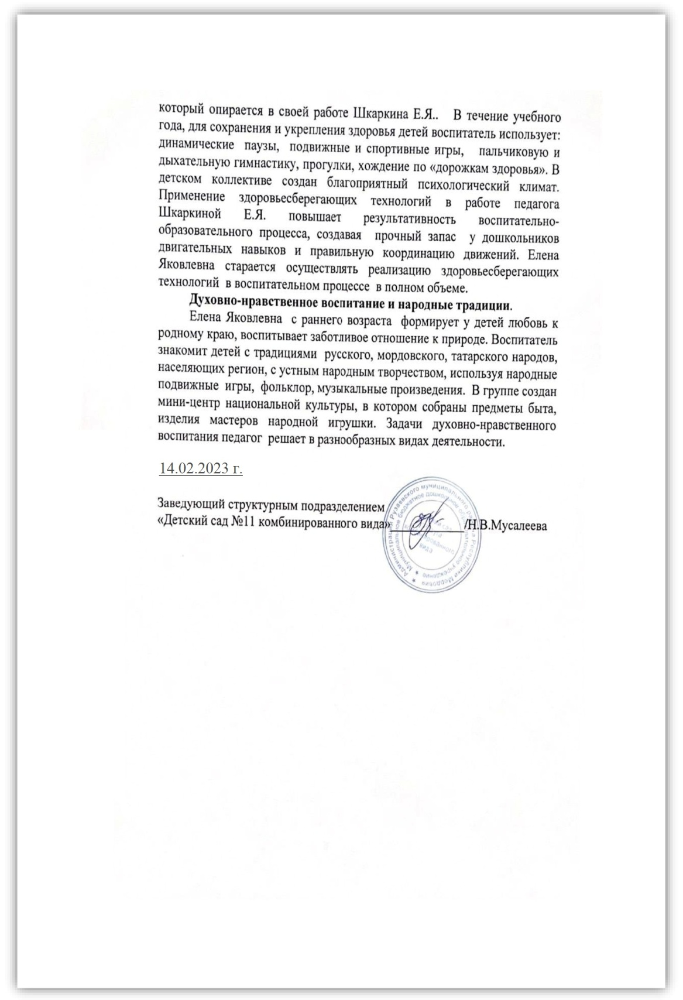 который опирается в своей работе Шкаркина Е.Я.. В течение учебного
года, для сохранения и укрепления здоровья детей воспитатель использует:
динамические паузы, подвижные и спортивные игры, пальчиковую и
дыхательную гимнастику, прогулки, хождение по «дорожкам здоровья». В
детском коллективе создан благоприятный психологический климат.
Применение здоровьесберегающих технологий в работе педагога
Шкаркиной Е.Я. повышает результативность воспитательно-
образовательного процесса, создавая прочный запас у дошкольников
двигательных навыков и правильную координацию движений. Елена
Яковлевна старается осуществлять реализацию здоровьесберегающих
технологий в воспитательном процессе в полном объеме.
Духовно-нравственное воспитание и народные традиции.
Елена Яковлевна с раннего возраста формирует у детей любовь к
родному краю, воспитывает заботливое отношение к природе. Воспитатель
знакомит детей с традициями русского, мордовского, татарского народов,
населяющих регион, с устным народным творчеством, используя народные
подвижные игры, фольклор, музыкальные произведения. В группе создан
мини-центр национальной культуры, в котором собраны предметы быта,
изделия мастеров народной игрушки. Задачи духовно-нравственного
воспитания педагог решает в разнообразных видах деятельности.
14.02.2023 г.
Заведующий структурным подразделением
«Детский сад №11 комбинированного вида»__________/Н.В.Мусалеева
Администрация Рузаевского муниципального района Республики Мордовия
Муниципальное бюджетное дошкольное образовательное учреждение
вида